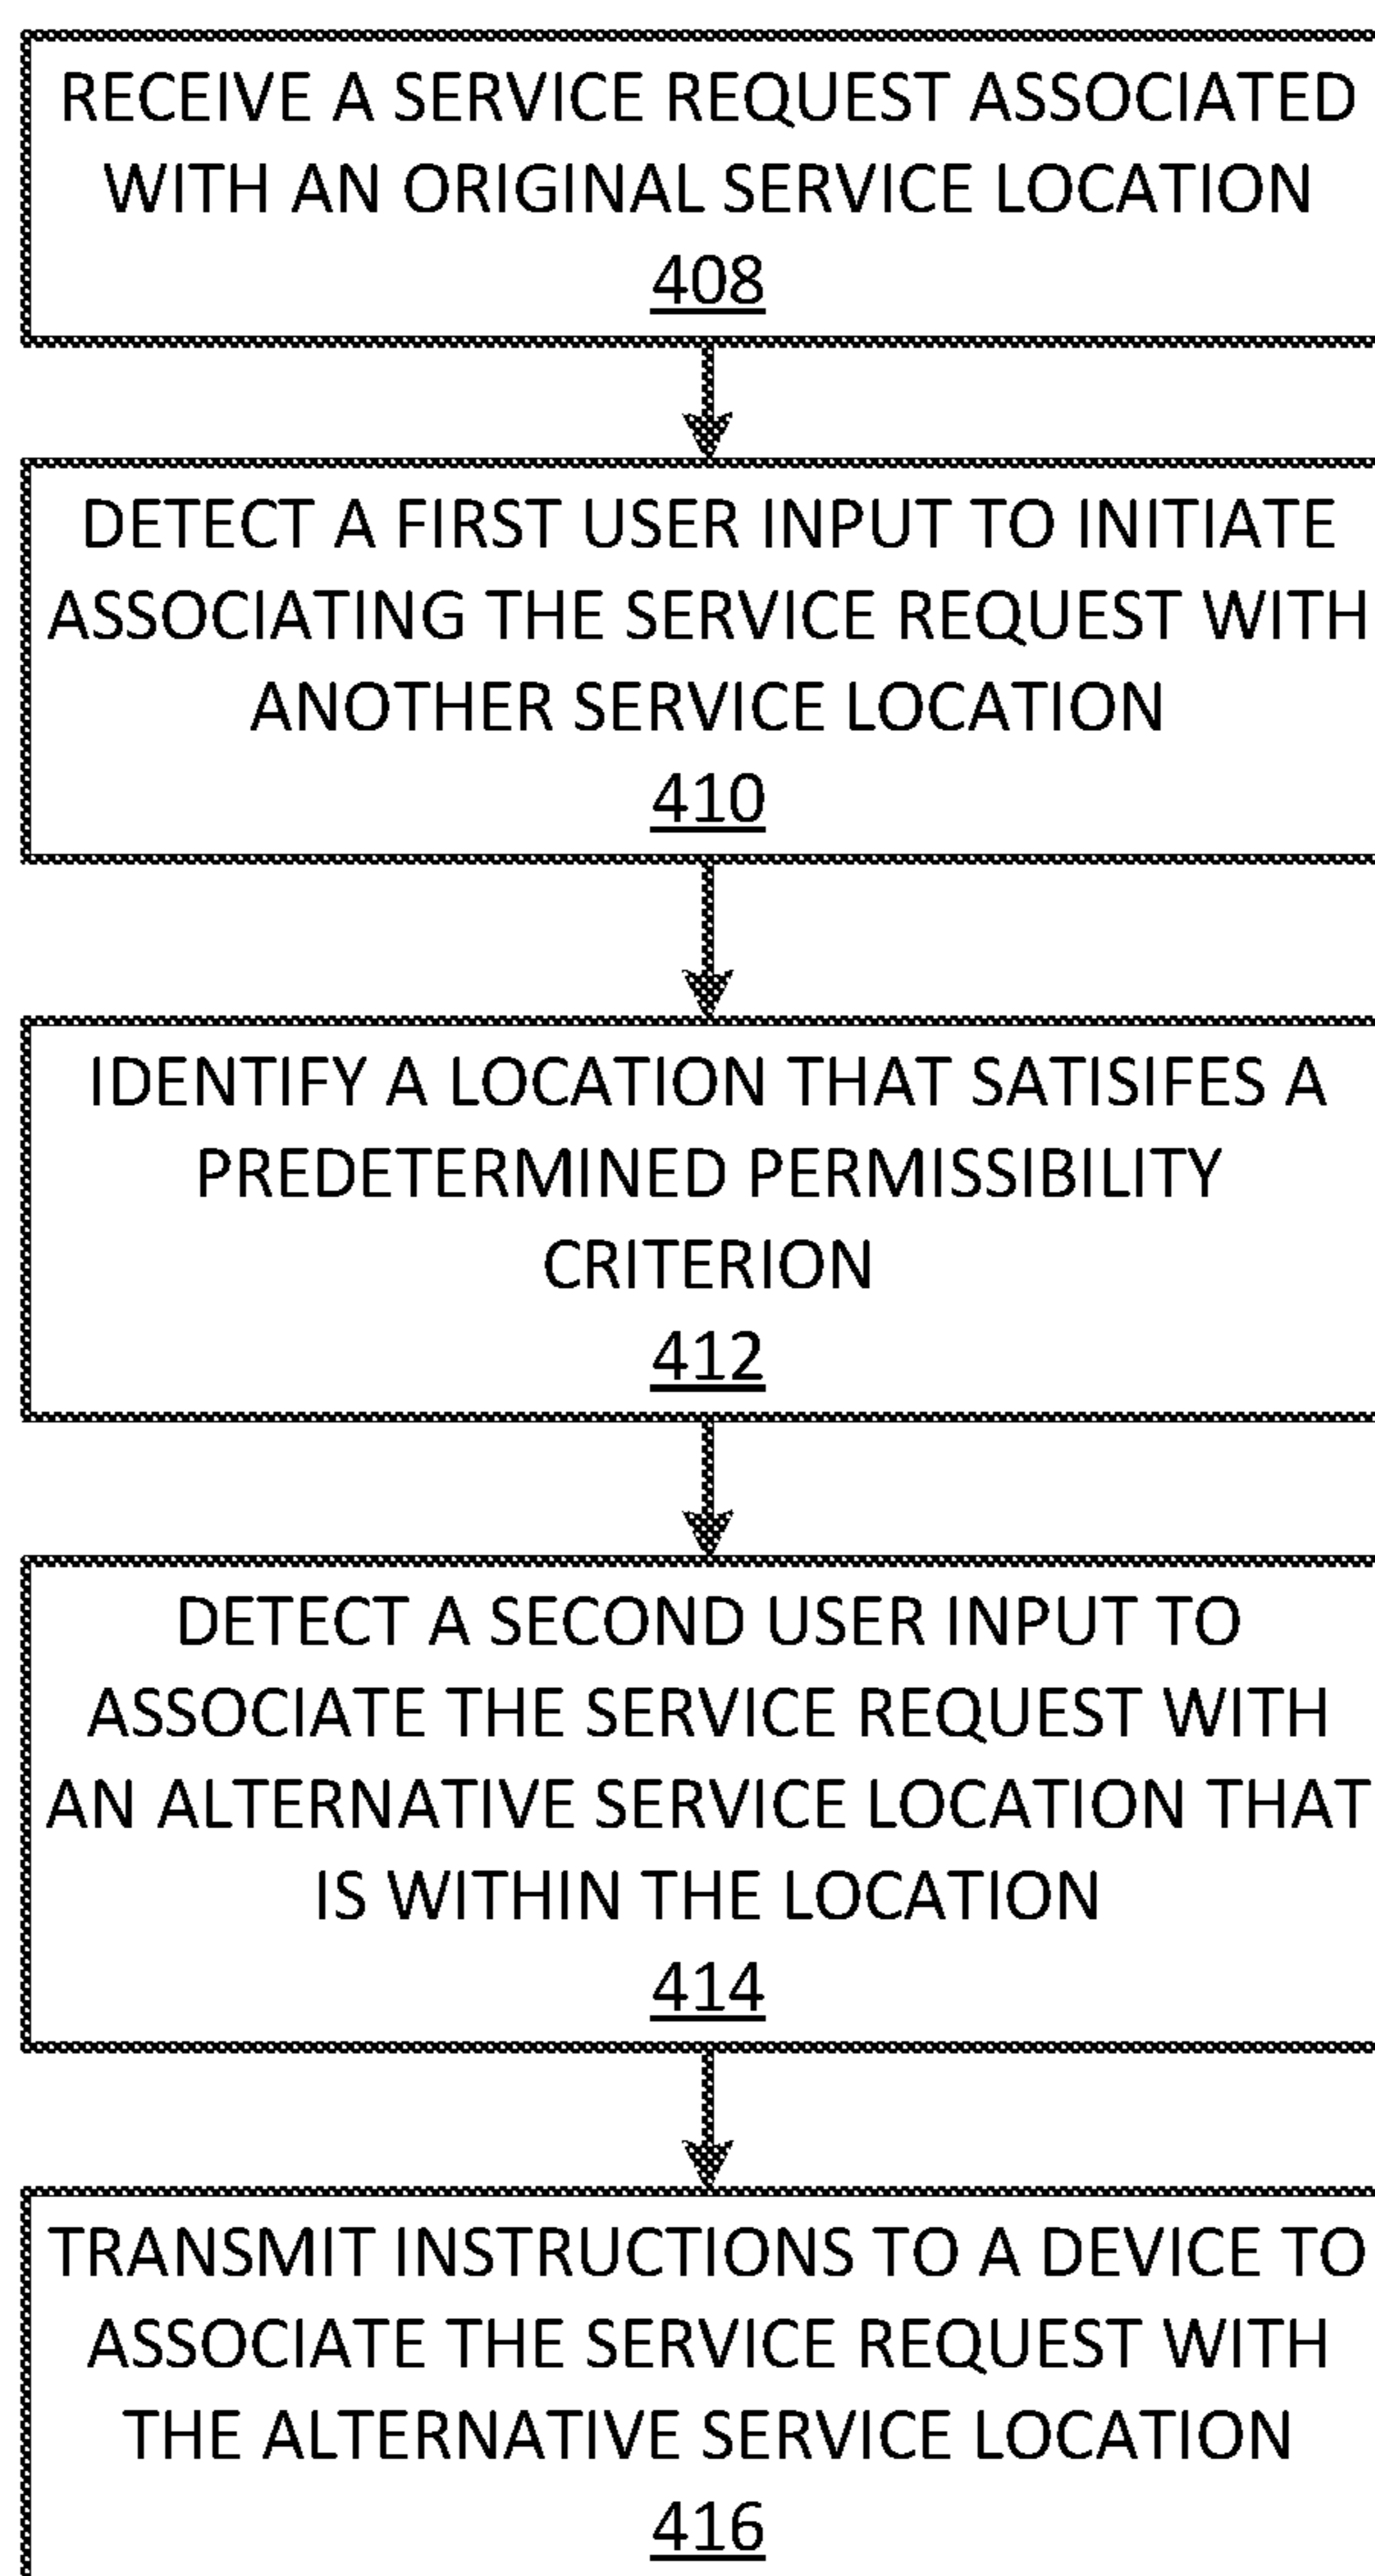 RECEIVE A SERVICE REQUEST ASSOCIATED
WITH AN ORIGINAL SERVICE LOCATION
408
DETECT A FIRST USER INPUT TO INITIATE
ASSOCIATING THE SERVICE REQUEST WITH
ANOTHER SERVICE LOCATION
410
IDENTIFY A LOCATION THAT SATISIFES A
PREDETERMINED PERMISSIBILITY
CRITERION
412
DETECT A SECOND USER INPUT TO
ASSOCIATE THE SERVICE REQUEST WITH
AN ALTERNATIVE SERVICE LOCATION THAT
IS WITHIN THE LOCATION
414
TRANSMIT INSTRUCTIONS TO A DEVICE TO
ASSOCIATE THE SERVICE REQUEST WITH
THE ALTERNATIVE SERVICE LOCATION
416